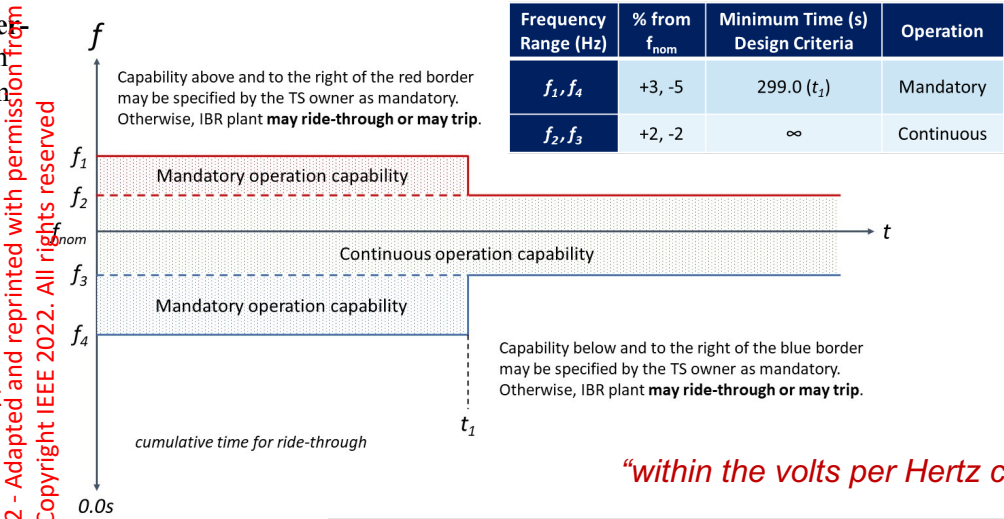 Frequency Range (Hz) | % from fnom | Minimum Time (s) Design Criteria | Operation
f1, f4 | +3, -5 | 299.0 (t1) | Mandatory
f2, f3 | +2, -2 | ∞ | Continuous
f
Capability above and to the right of the red border
may be specified by the TS owner as mandatory.
Otherwise, IBR plant may ride-through or may trip.
f1
Mandatory operation capability
f2
fnom
t
Continuous operation capability
f3
Mandatory operation capability
f4
Capability below and to the right of the blue border
may be specified by the TS owner as mandatory.
Otherwise, IBR plant may ride-through or may trip.
t1
cumulative time for ride-through
0.0s
“within the volts per Hertz
2 - Adapted and reprinted with permission from
Copyright IEEE 2022. All rights reserved